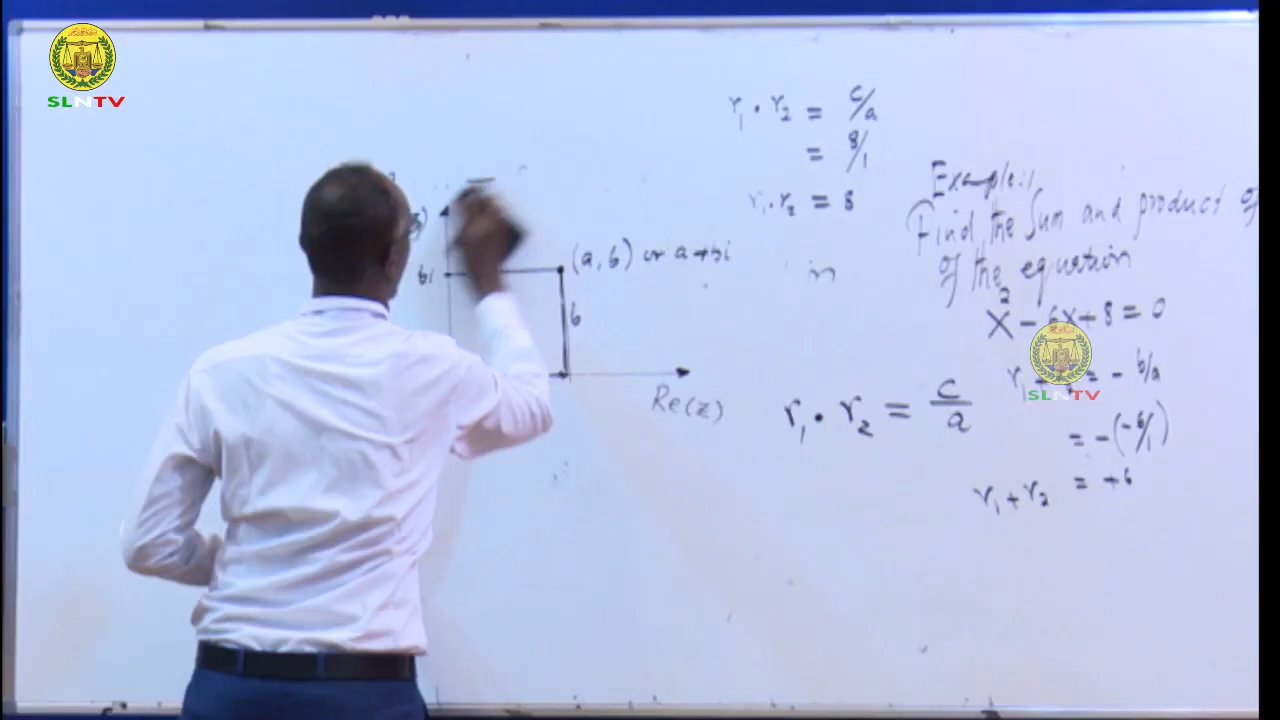 SLNTV
r₁ · r₂ = c/a
= 8/1
r₁ · r₂ = 8
bi
(a, b) or a+bi
b
Re(z)
in
r₁ · r₂ = c/a
Example:1
Find the Sum and product of
of the equation
x² - 6x + 8 = 0
= - b/a
= -(-6/1)
r₁ + r₂ = +6
SLNTV